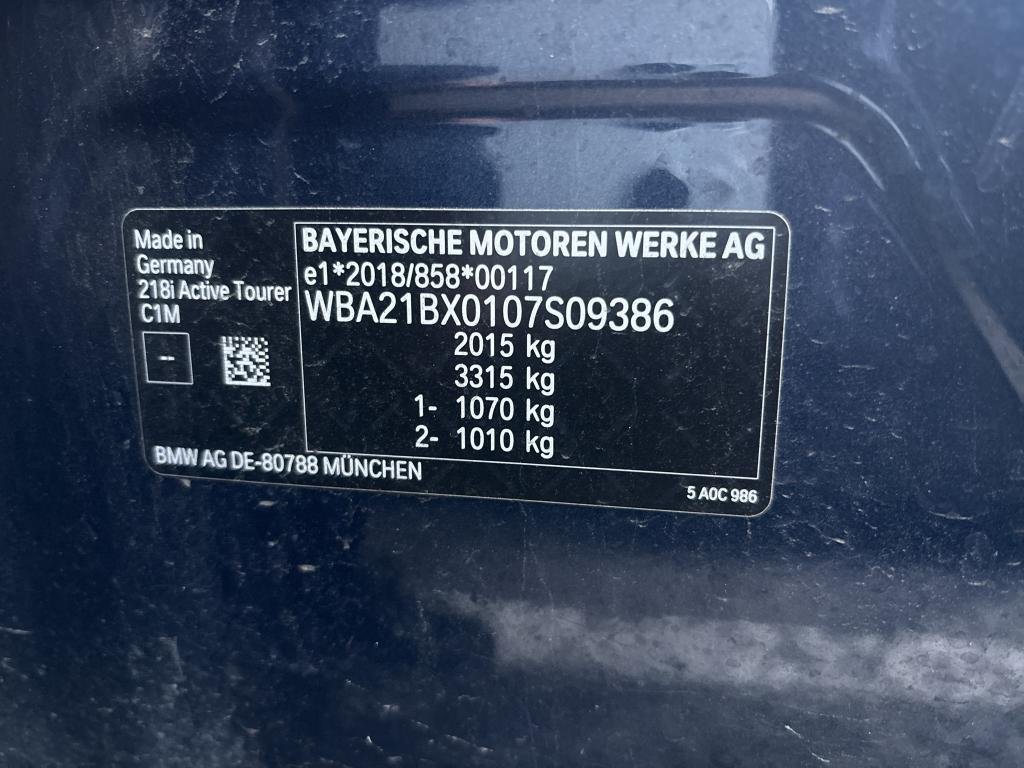 Made in
Germany
218i Active Tourer
C1M
--
BAYERISCHE MOTOREN WERKE AG
e1*2018/858*00117
WBA21BX0107S09386
2015 kg
3315 kg
1- 1070 kg
2- 1010 kg
BMW AG DE-80788 MÜNCHEN
5 A0C 986